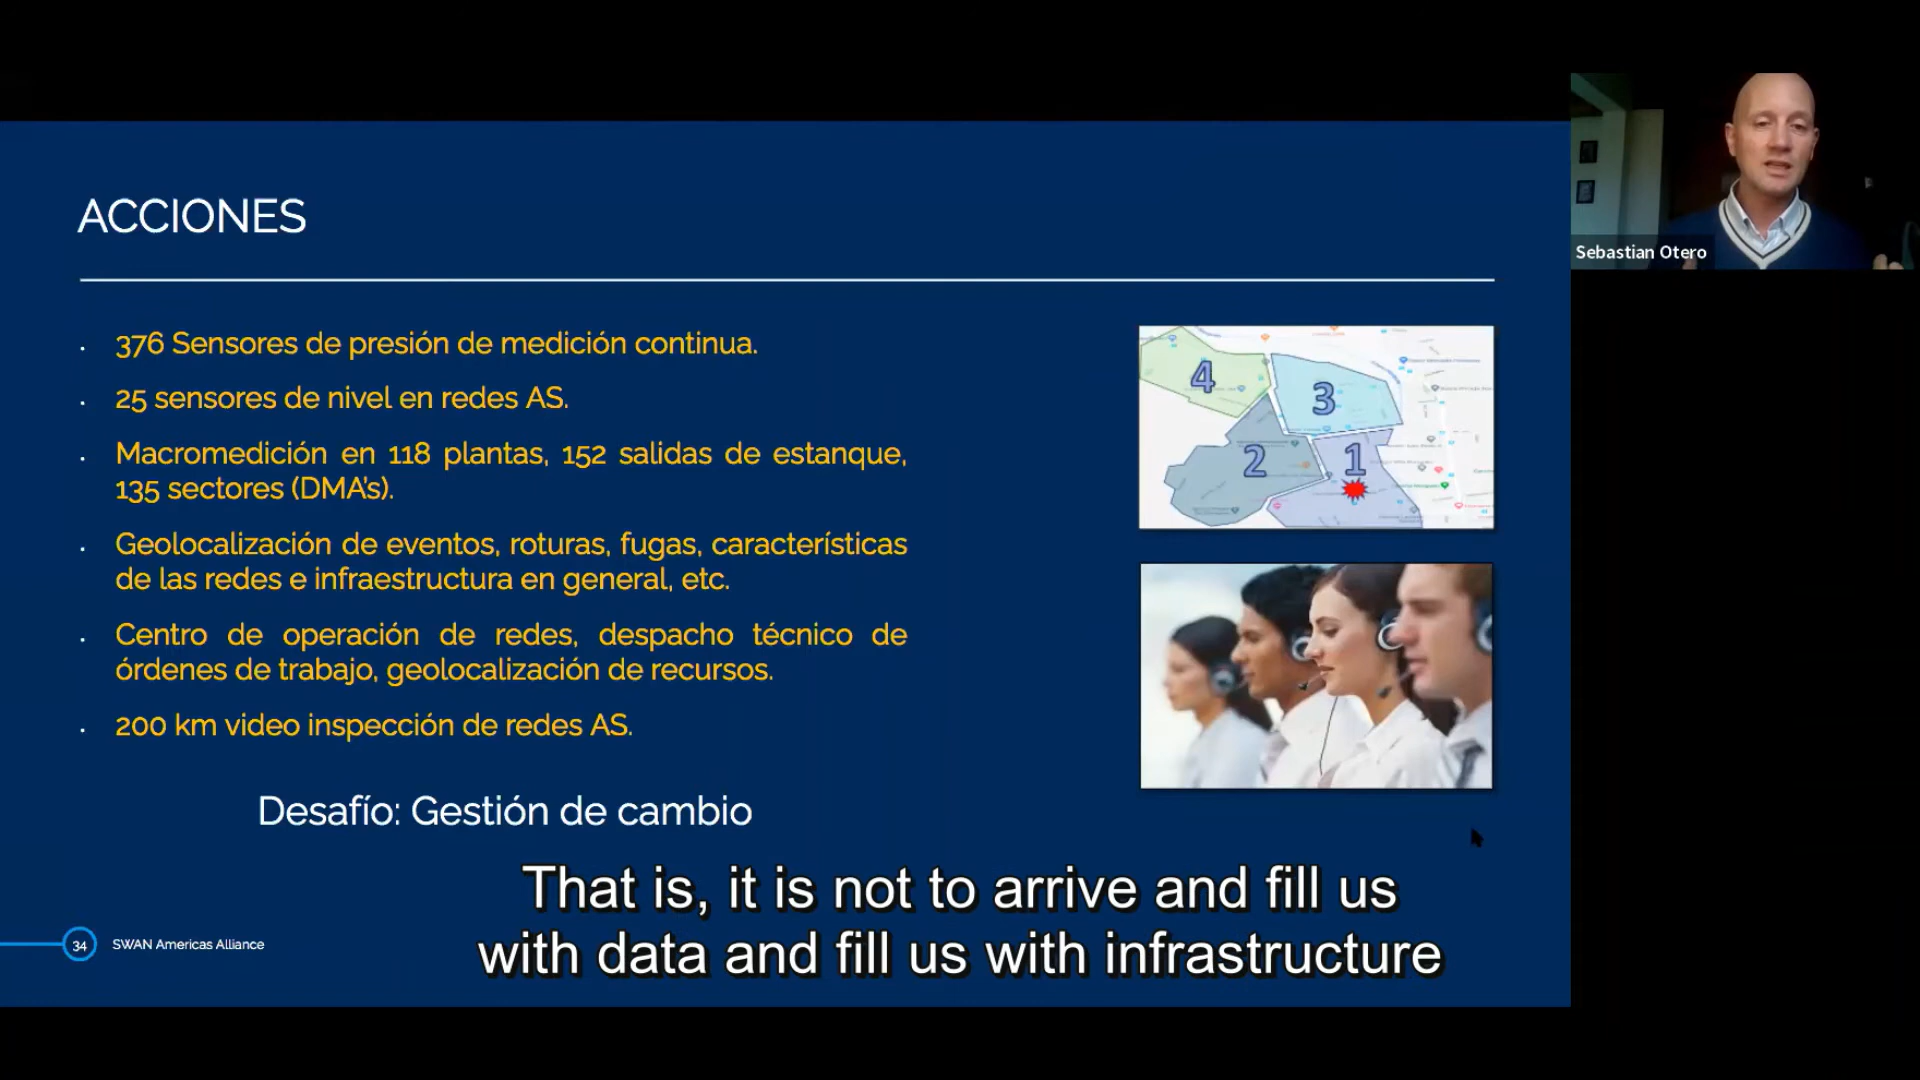 ACCIONES
376 Sensores de presión de medición continua.
25 sensores de nivel en redes AS.
Macromedición en 118 plantas, 152 salidas de estanque,
135 sectores (DMA's).
Geolocalización de eventos, roturas, fugas, características
de las redes e infraestructura en general, etc.
Centro de operación de redes, despacho técnico de
órdenes de trabajo, geolocalización de recursos.
200 km video inspección de redes AS.
Desafío: Gestión de cambio
4
3
2
1
Sebastian Otero
That is, it is not to arrive and fill us
with data and fill us with infrastructure
34 SWAN Americas Alliance